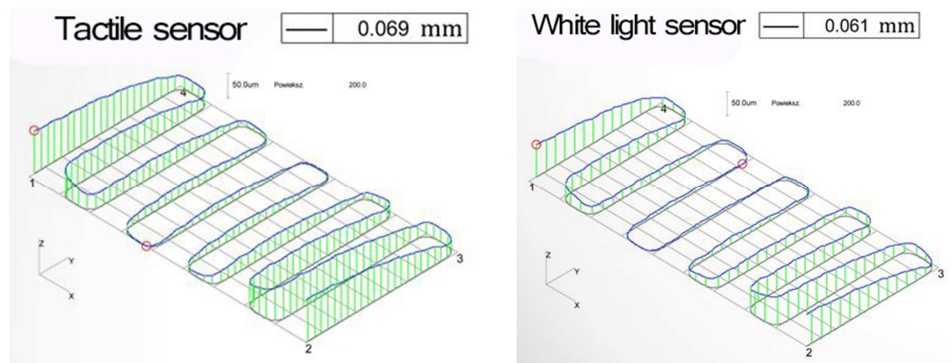 Tactile sensor 0.069 mm
50.0um Powieksz. 200.0
4
1
Z
Y
X
3
2
White light sensor 0.061 mm
50.0um Powieksz. 200.0
4
1
Z
Y
X
3
2